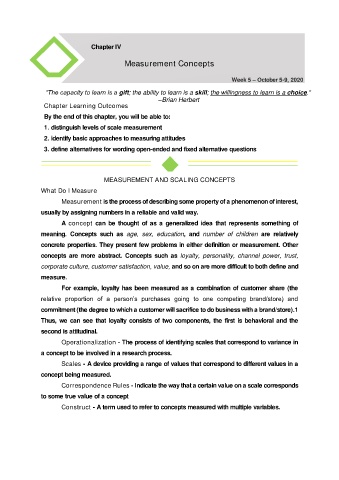 Chapter IV
Measurement Concepts
Week 5 – October 5-9, 2020
"The capacity to learn is a gift; the ability to learn is a skill; the willingness to learn is a choice."
–Brian Herbert
Chapter Learning Outcomes
By the end of this chapter, you will be able to:
1. distinguish levels of scale measurement
2. identify basic approaches to measuring attitudes
3. define alternatives for wording open-ended and fixed alternative questions
MEASUREMENT AND SCALING CONCEPTS
What Do I Measure
Measurement is the process of describing some property of a phenomenon of interest,
usually by assigning numbers in a reliable and valid way.
A concept can be thought of as a generalized idea that represents something of
meaning. Concepts such as age, sex, education, and number of children are relatively
concrete properties. They present few problems in either definition or measurement. Other
concepts are more abstract. Concepts such as loyalty, personality, channel power, trust,
corporate culture, customer satisfaction, value, and so on are more difficult to both define and
measure.
For example, loyalty has been measured as a combination of customer share (the
relative proportion of a person's purchases going to one competing brand/store) and
commitment (the degree to which a customer will sacrifice to do business with a brand/store).1
Thus, we can see that loyalty consists of two components, the first is behavioral and the
second is attitudinal.
Operationalization - The process of identifying scales that correspond to variance in
a concept to be involved in a research process.
Scales - A device providing a range of values that correspond to different values in a
concept being measured.
Correspondence Rules - Indicate the way that a certain value on a scale corresponds
to some true value of a concept
Construct - A term used to refer to concepts measured with multiple variables.